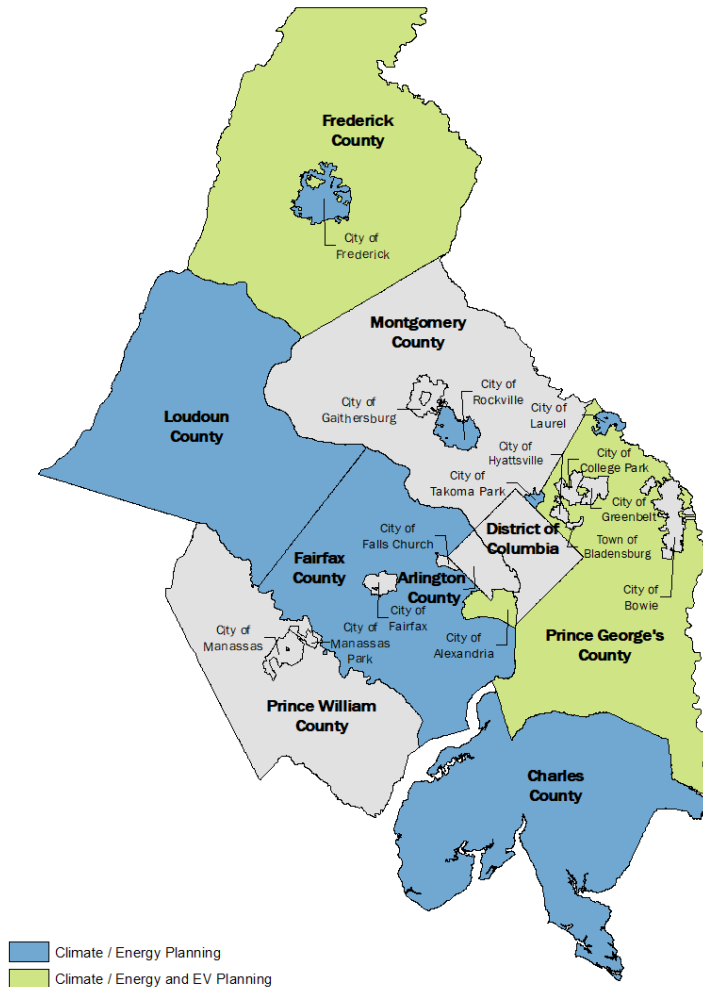 Frederick
County
City of
Frederick
Montgomery
County
City of
Rockville
City of
Gaithersburg
City of
Laurel
Loudoun
County
City of
Hyattsville
City of
College Park
City of
Takoma Park
City of
Greenbelt
District of
Columbia
City of
Falls Church
Town of
Bladensburg
Fairfax
County
Arlington
County
City of
Bowie
City of
Fairfax
City of
Manassas
City of
Manassas
Park
City of
Alexandria
Prince George's
County
Prince William
County
Charles
County
Climate / Energy Planning
Climate / Energy and EV Planning